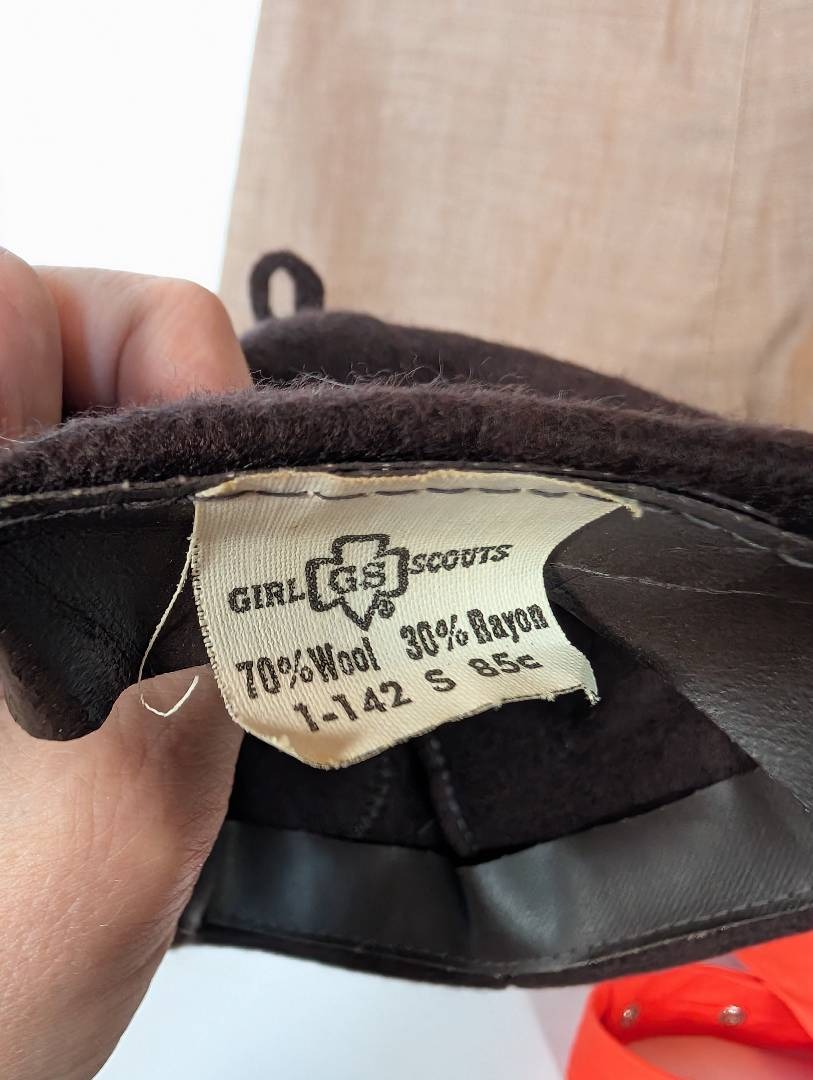 GIRL GS SCOUTS ®
70% Wool 30% Rayon
1-142 S 85c